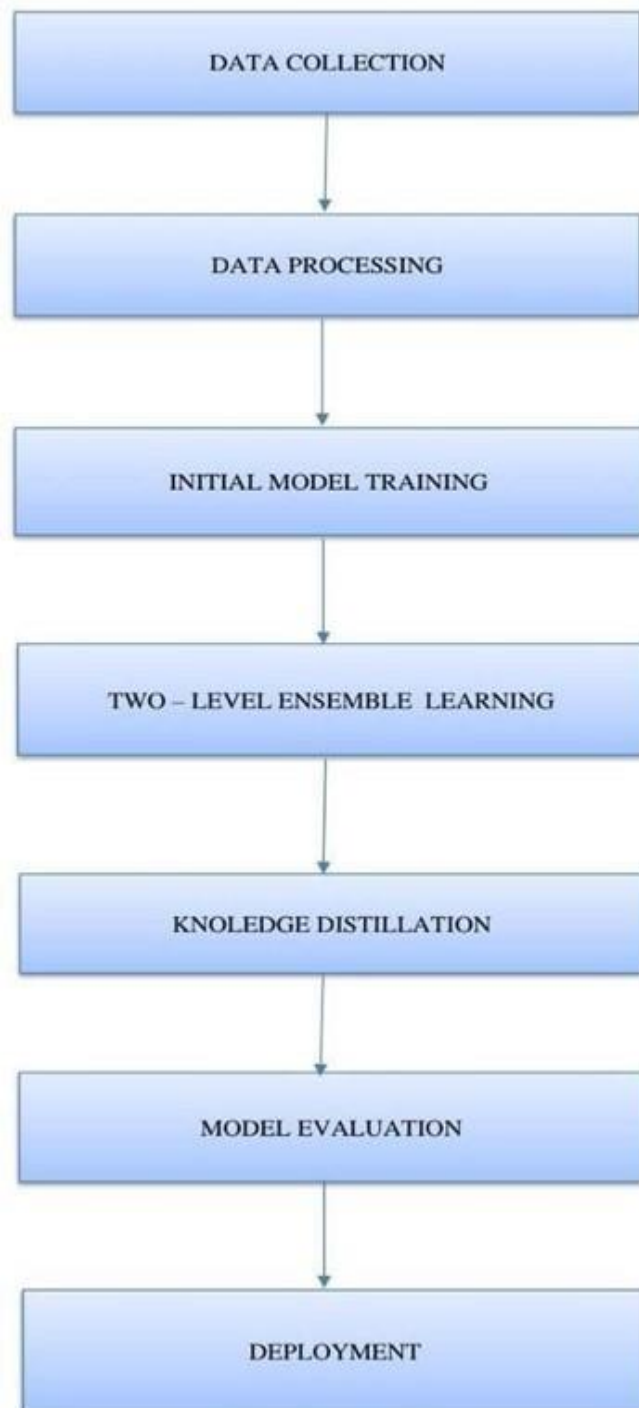 DATA COLLECTION
DATA PROCESSING
INITIAL MODEL TRAINING
TWO – LEVEL ENSEMBLE LEARNING
KNOLEDGE DISTILLATION
MODEL EVALUATION
DEPLOYMENT